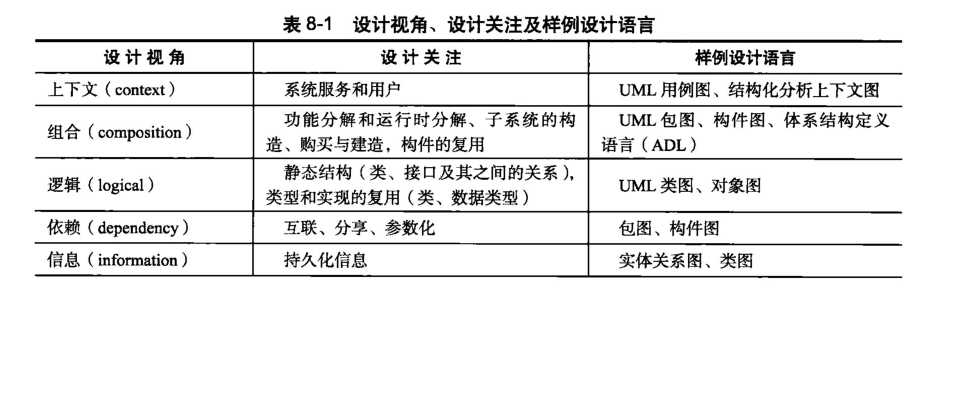 表 8-1 设计视角、设计关注及样例设计语言
设 计 视 角 设 计 关 注 样例设计语言
上下文（context） 系统服务和用户 UML 用例图、结构化分析上下文图
组合（composition） 功能分解和运行时分解、子系统的构造、购买与建造，构件的复用 UML 包图、构件图、体系结构定义语言（ADL）
逻辑（logical） 静态结构（类、接口及其之间的关系），类型和实现的复用（类、数据类型） UML 类图、对象图
依赖（dependency） 互联、分享、参数化 包图、构件图
信息（information） 持久化信息 实体关系图、类图